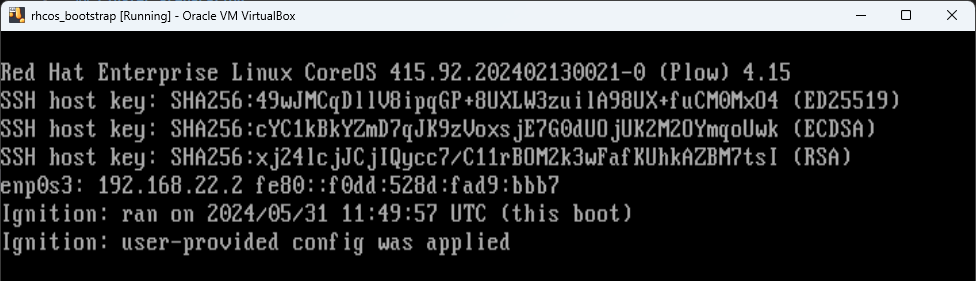 rhcos_bootstrap [Running] - Oracle VM VirtualBox
Red Hat Enterprise Linux CoreOS 415.92.202402130021-0 (Plow) 4.15
SSH host key: SHA256:49wJMCqDllV8ipqGP+8UXLW3zuilA98UX+fuCM0MxO4 (ED25519)
SSH host key: SHA256:cYC1kBkYZmD7qJK9zVoxsjE7G0dUOjUK2M2OYmqoUwk (ECDSA)
SSH host key: SHA256:xj24lcjJCjIQycc7/C11rBOM2k3wFafKUhkAZBM7tsI (RSA)
enp0s3: 192.168.22.2 fe80::f0dd:528d:fad9:bbb7
Ignition: ran on 2024/05/31 11:49:57 UTC (this boot)
Ignition: user-provided config was applied